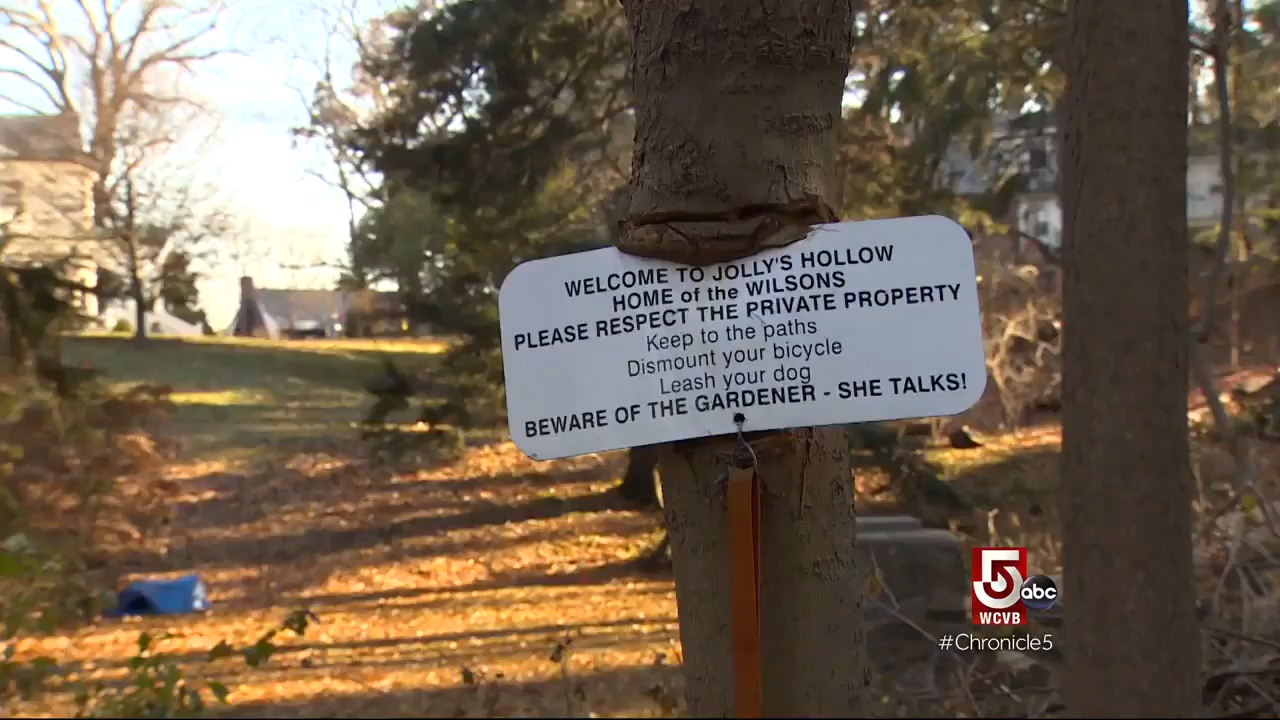 WELCOME TO JOLLY'S HOLLOW
HOME of the WILSONS
PLEASE RESPECT THE PRIVATE PROPERTY
Keep to the paths
Dismount your bicycle
Leash your dog
BEWARE OF THE GARDENER - SHE TALKS!
5
abc
WCVB
#Chronicle5